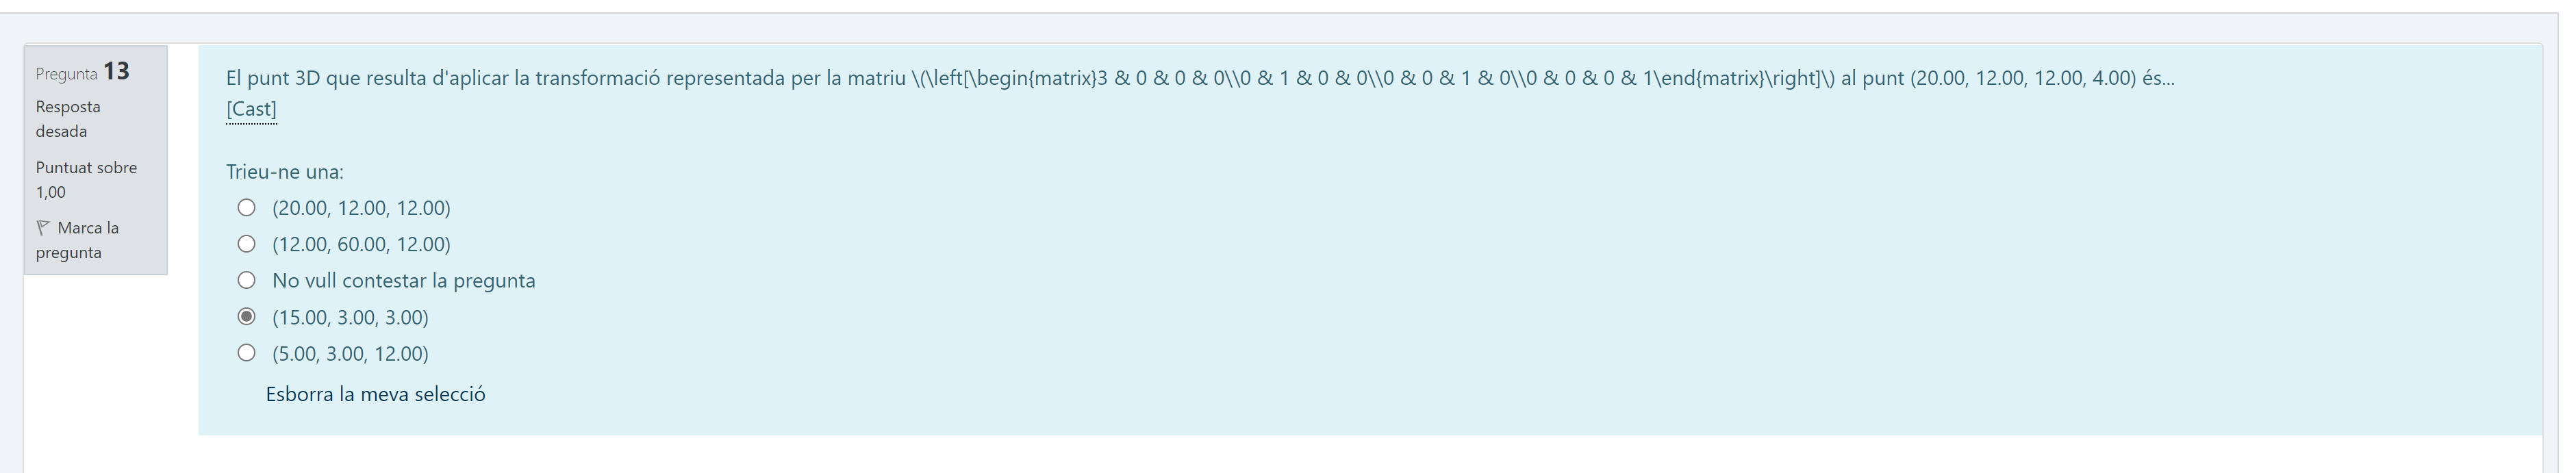 Pregunta 13
Resposta
desada
Puntuat sobre
1,00
Marca la
pregunta
El punt 3D que resulta d'aplicar la transformació representada per la matriu \(\left[\begin{matrix}3 & 0 & 0 & 0\\0 & 1 & 0 & 0\\0 & 0 & 1 & 0\\0 & 0 & 0 & 1\end{matrix}\right]\) al punt (20.00, 12.00, 12.00, 4.00) és...
[Cast]
Trieu-ne una:
(20.00, 12.00, 12.00)
(12.00, 60.00, 12.00)
No vull contestar la pregunta
(15.00, 3.00, 3.00)
(5.00, 3.00, 12.00)
Esborra la meva selecció